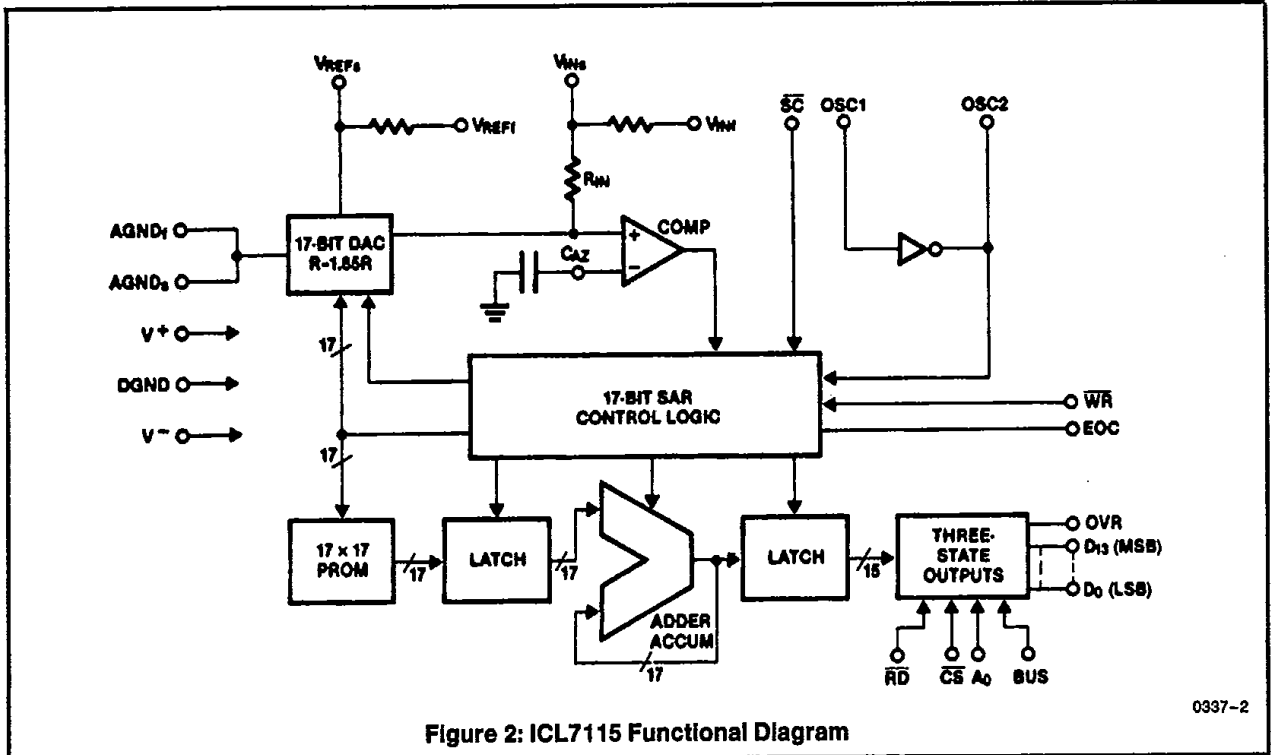 VREFs
VINs
SC
OSC1
OSC2
VREFf
VINf
RIN
AGNDf
17-BIT DAC
R-1.85R
COMP
CAZ
AGNDs
V+
17
DGND
17-BIT SAR
CONTROL LOGIC
WR
EOC
V−
17
17 × 17
PROM
17
LATCH
17
ADDER
ACCUM
17
LATCH
15
THREE-
STATE
OUTPUTS
OVR
D13 (MSB)
D0 (LSB)
RD
CS
A0
BUS
0337-2
Figure 2: ICL7115 Functional Diagram